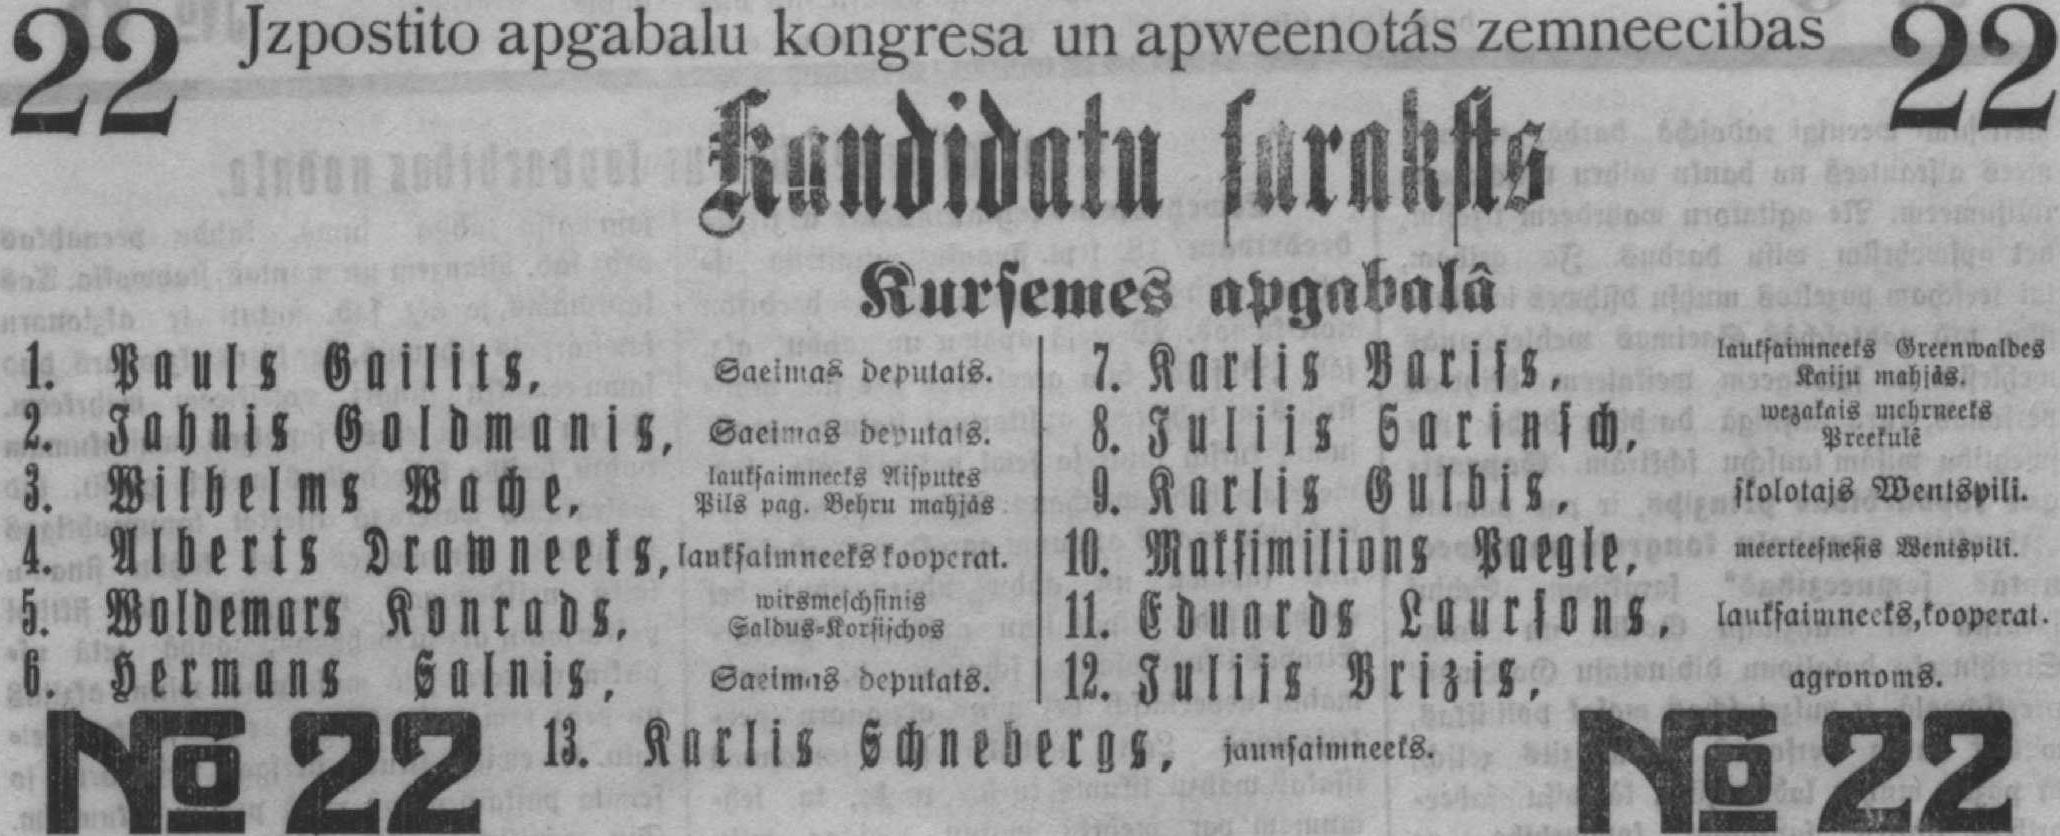 22 Jzpostito apgabalu kongresa un apweenotás zemneecibas 22
Kandidatu sarakſts
Kurſemes apgabalâ
1. Pauls Gailits, Saeimas deputats.
2. Jahnis Goldmanis, Saeimas deputats.
3. Wilhelms Wache, laukſaimneeks Aiſputes
Pils pag. Behru mahjâs
4. Alberts Drawneeks, laukſaimneeks kooperat.
5. Woldemars Konrads, wirsmeſchſinis
Saldus=Korſiſchos
6. Hermans Salnis, Saeimas deputats.
7. Karlis Barijs laukſaimneeks Greenwaldes
Kaiju mahjâs.
8. Julijs Sarinſch, wezakais mehrneeks
Preekulê
9. Karlis Gulbis, ſkolotajs Wentspili.
10. Makſimilions Paegle, meerteeſneſis Wentspili.
11. Eduards Laurſons, laukſaimneeks, kooperat.
12. Julijs Brizis, agronoms.
13. Karlis Schnebergs, jaunſaimneeks.
№ 22 № 22